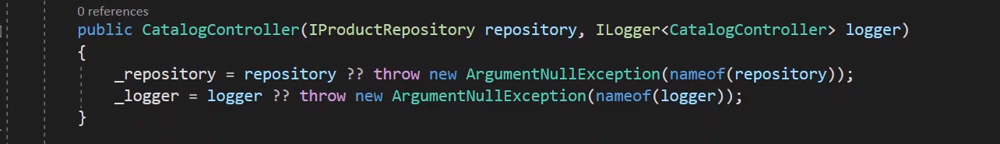 0 references
public CatalogController(IProductRepository repository, ILogger<CatalogController> logger)
{
_repository = repository ?? throw new ArgumentNullException(nameof(repository));
_logger = logger ?? throw new ArgumentNullException(nameof(logger));
}